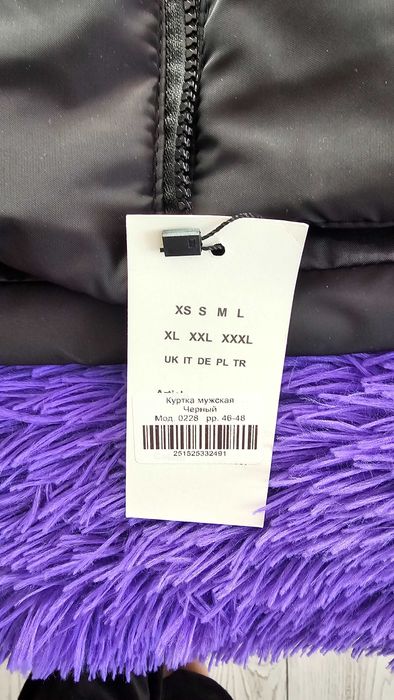 XS S M L
XL XXL XXXL
UK IT DE PL TR
Куртка мужская
Черный
Мод. 0228 рр. 46-48
251525332491